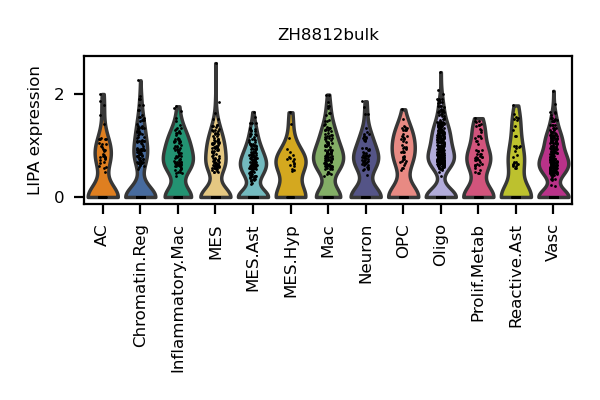 ZH8812bulk
LIPA expression
2
0
AC
Chromatin.Reg
Inflammatory.Mac
MES
MES.Ast
MES.Hyp
Mac
Neuron
OPC
Oligo
Prolif.Metab
Reactive.Ast
Vasc